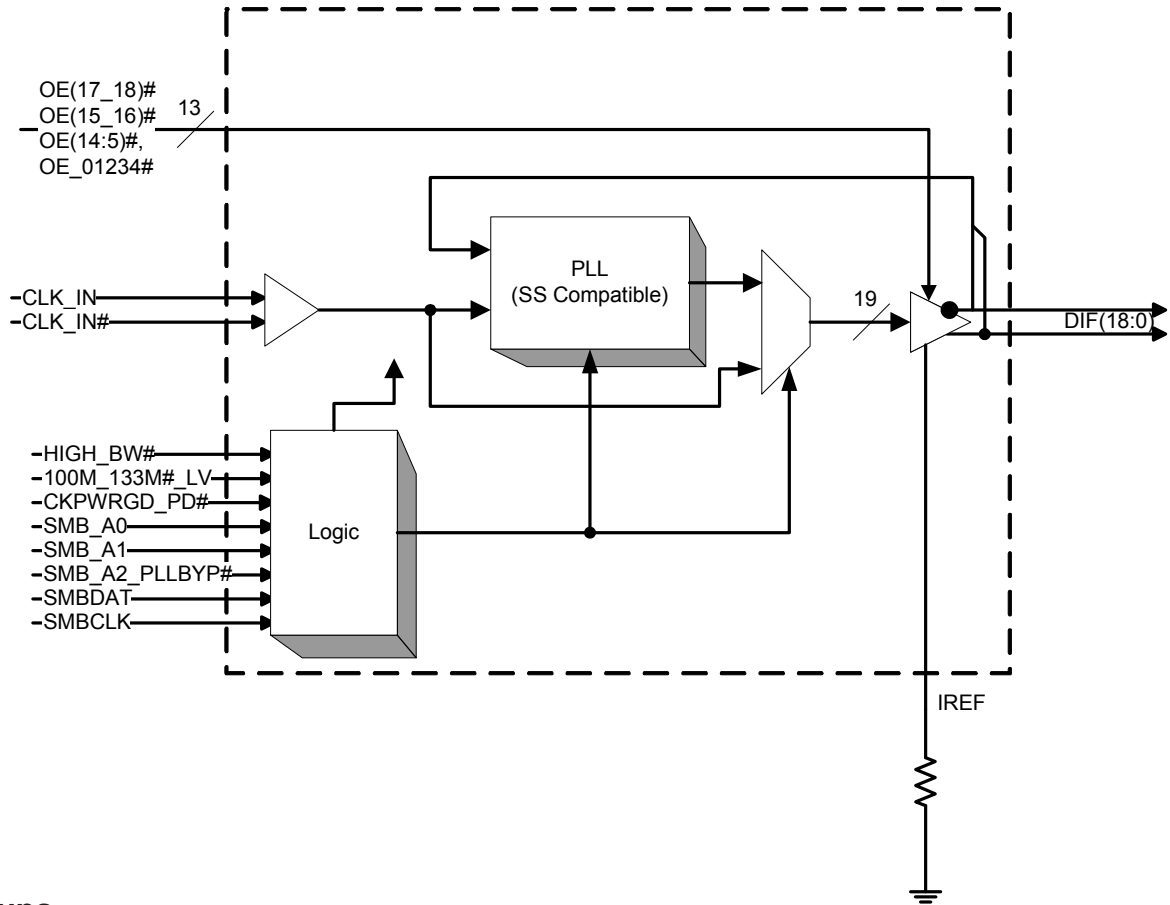 OE(17_18)#
OE(15_16)#
OE(14:5)#,
OE_01234#
13
CLK_IN
CLK_IN#
PLL
(SS Compatible)
19
DIF(18:0)
HIGH_BW#
100M_133M#_LV
CKPWRGD_PD#
SMB_A0
SMB_A1
SMB_A2_PLLBYP#
SMBDAT
SMBCLK
Logic
IREF